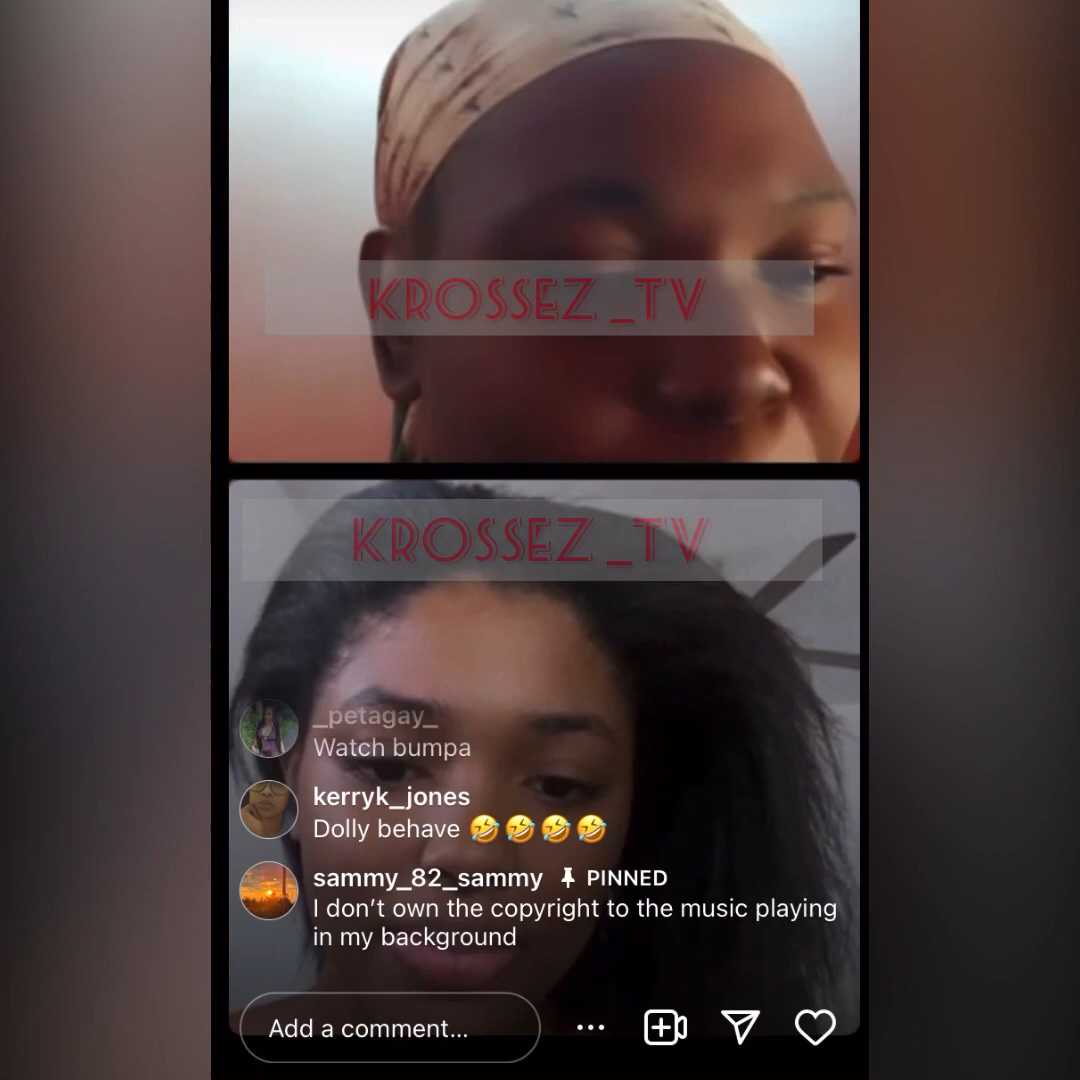 KROSSEZ_TV
KROSSEZ_TV
_petagay_
Watch bumpa
kerryk_jones
Dolly behave 🤣🤣🤣🤣
sammy_82_sammy PINNED
I don’t own the copyright to the music playing
in my background
Add a comment...